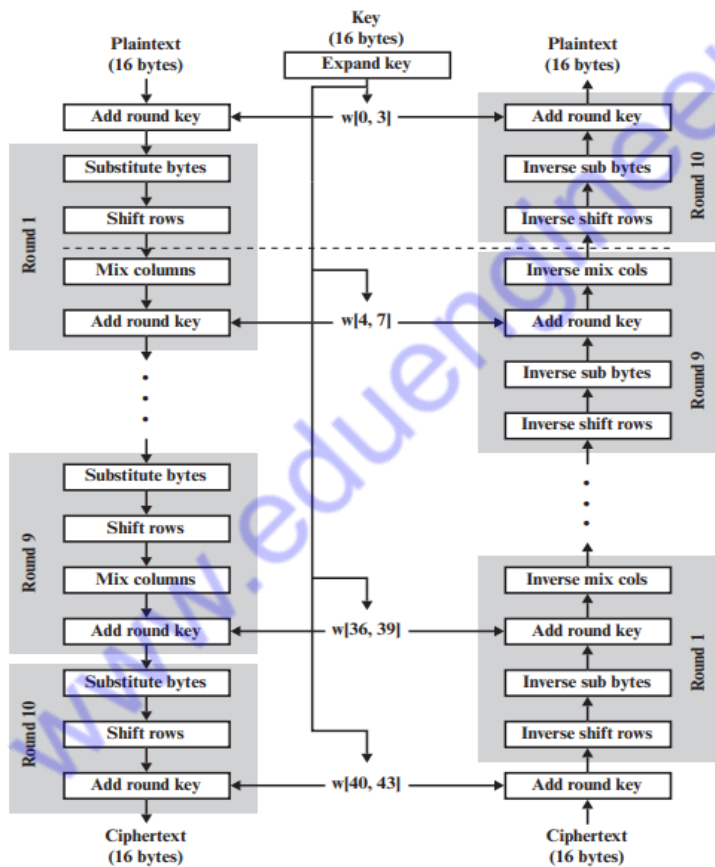 Key
(16 bytes)
Expand key
Plaintext
(16 bytes)
Add round key
Round 1
Substitute bytes
Shift rows
Mix columns
Add round key
Round 9
Substitute bytes
Shift rows
Mix columns
Add round key
Round 10
Substitute bytes
Shift rows
Add round key
Ciphertext
(16 bytes)
w[0, 3]
w[4, 7]
w[36, 39]
w[40, 43]
Plaintext
(16 bytes)
Add round key
Inverse sub bytes
Inverse shift rows
Round 10
Inverse mix cols
Add round key
Inverse sub bytes
Inverse shift rows
Round 9
Inverse mix cols
Add round key
Inverse sub bytes
Inverse shift rows
Round 1
Add round key
Ciphertext
(16 bytes)
www.eduengineer